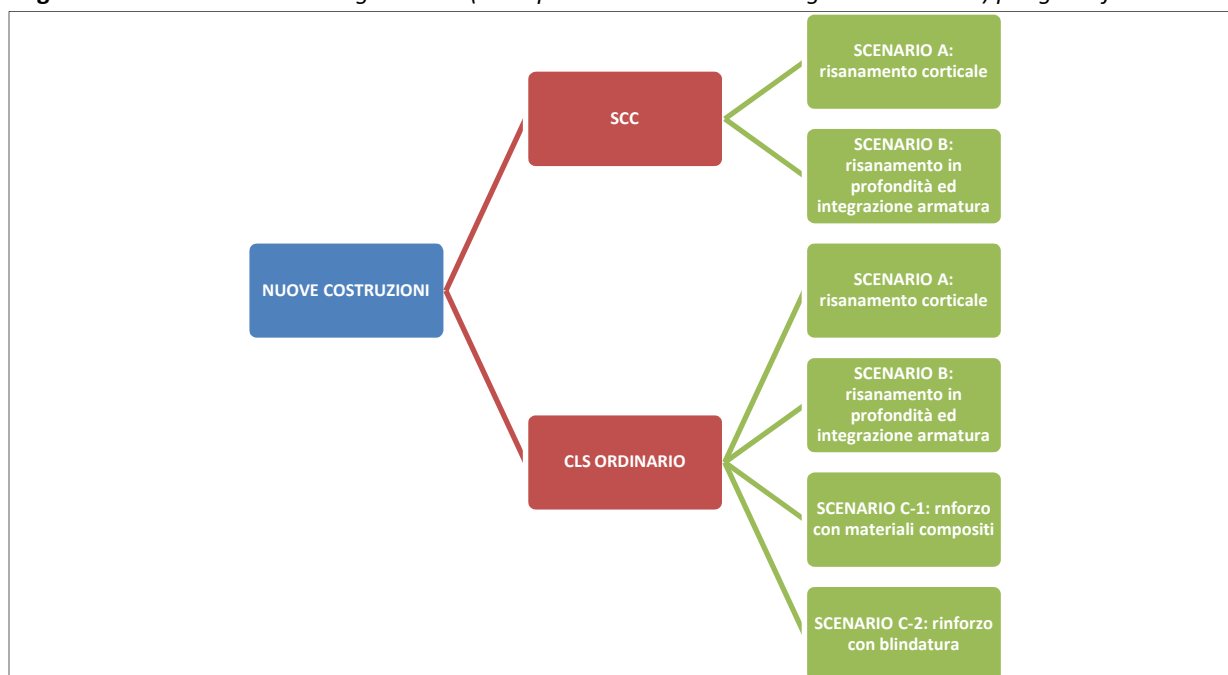 SCENARIO A:
risanamento corticale
SCC
SCENARIO B:
risanamento in
profondità ed
integrazione armatura
NUOVE COSTRUZIONI
SCENARIO A:
risanamento corticale
SCENARIO B:
risanamento in
profondità ed
integrazione armatura
CLS ORDINARIO
SCENARIO C-1: rnforzo
con materiali compositi
SCENARIO C-2: rinforzo
con blindatura